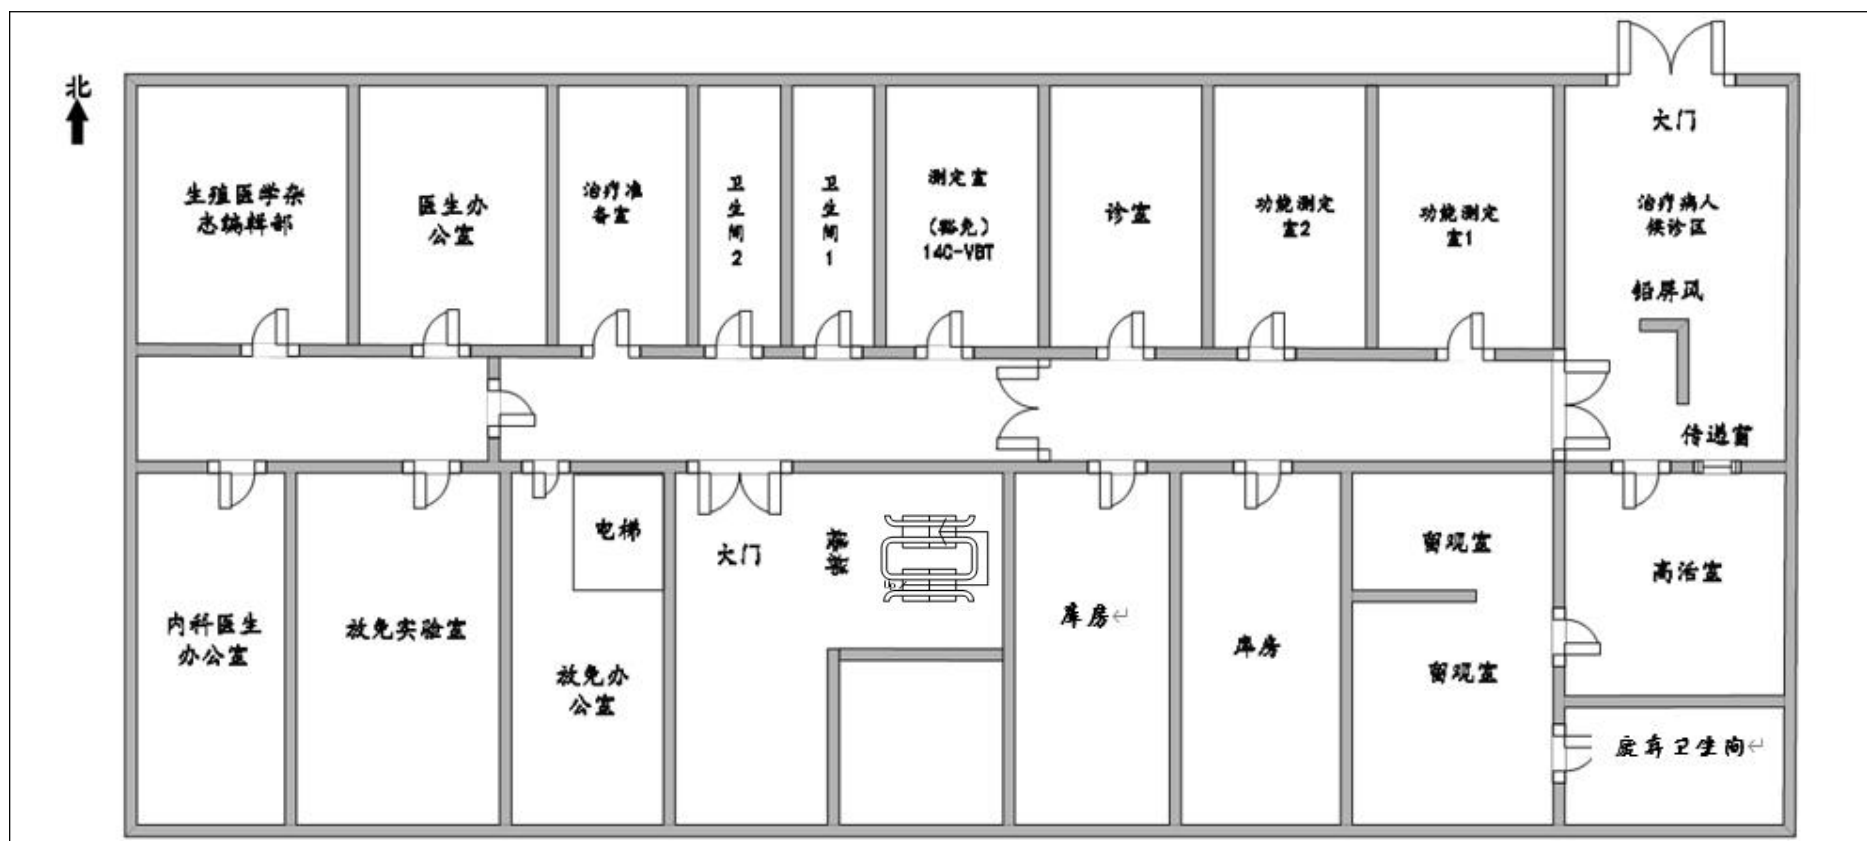 北
大门
生殖医学杂
志编辑部
医生办
公室
治疗准
备室
卫生间2
卫生间1
测定室
(豁免)
14C-VBT
诊室
功能测定
室2
功能测定
室1
治疗病人
候诊区
铅屏风
传递窗
电梯
大门
留观室
高活室
内科医生
办公室
放免实验室
库房
库房
放免办
公室
留观室
废弃卫生间